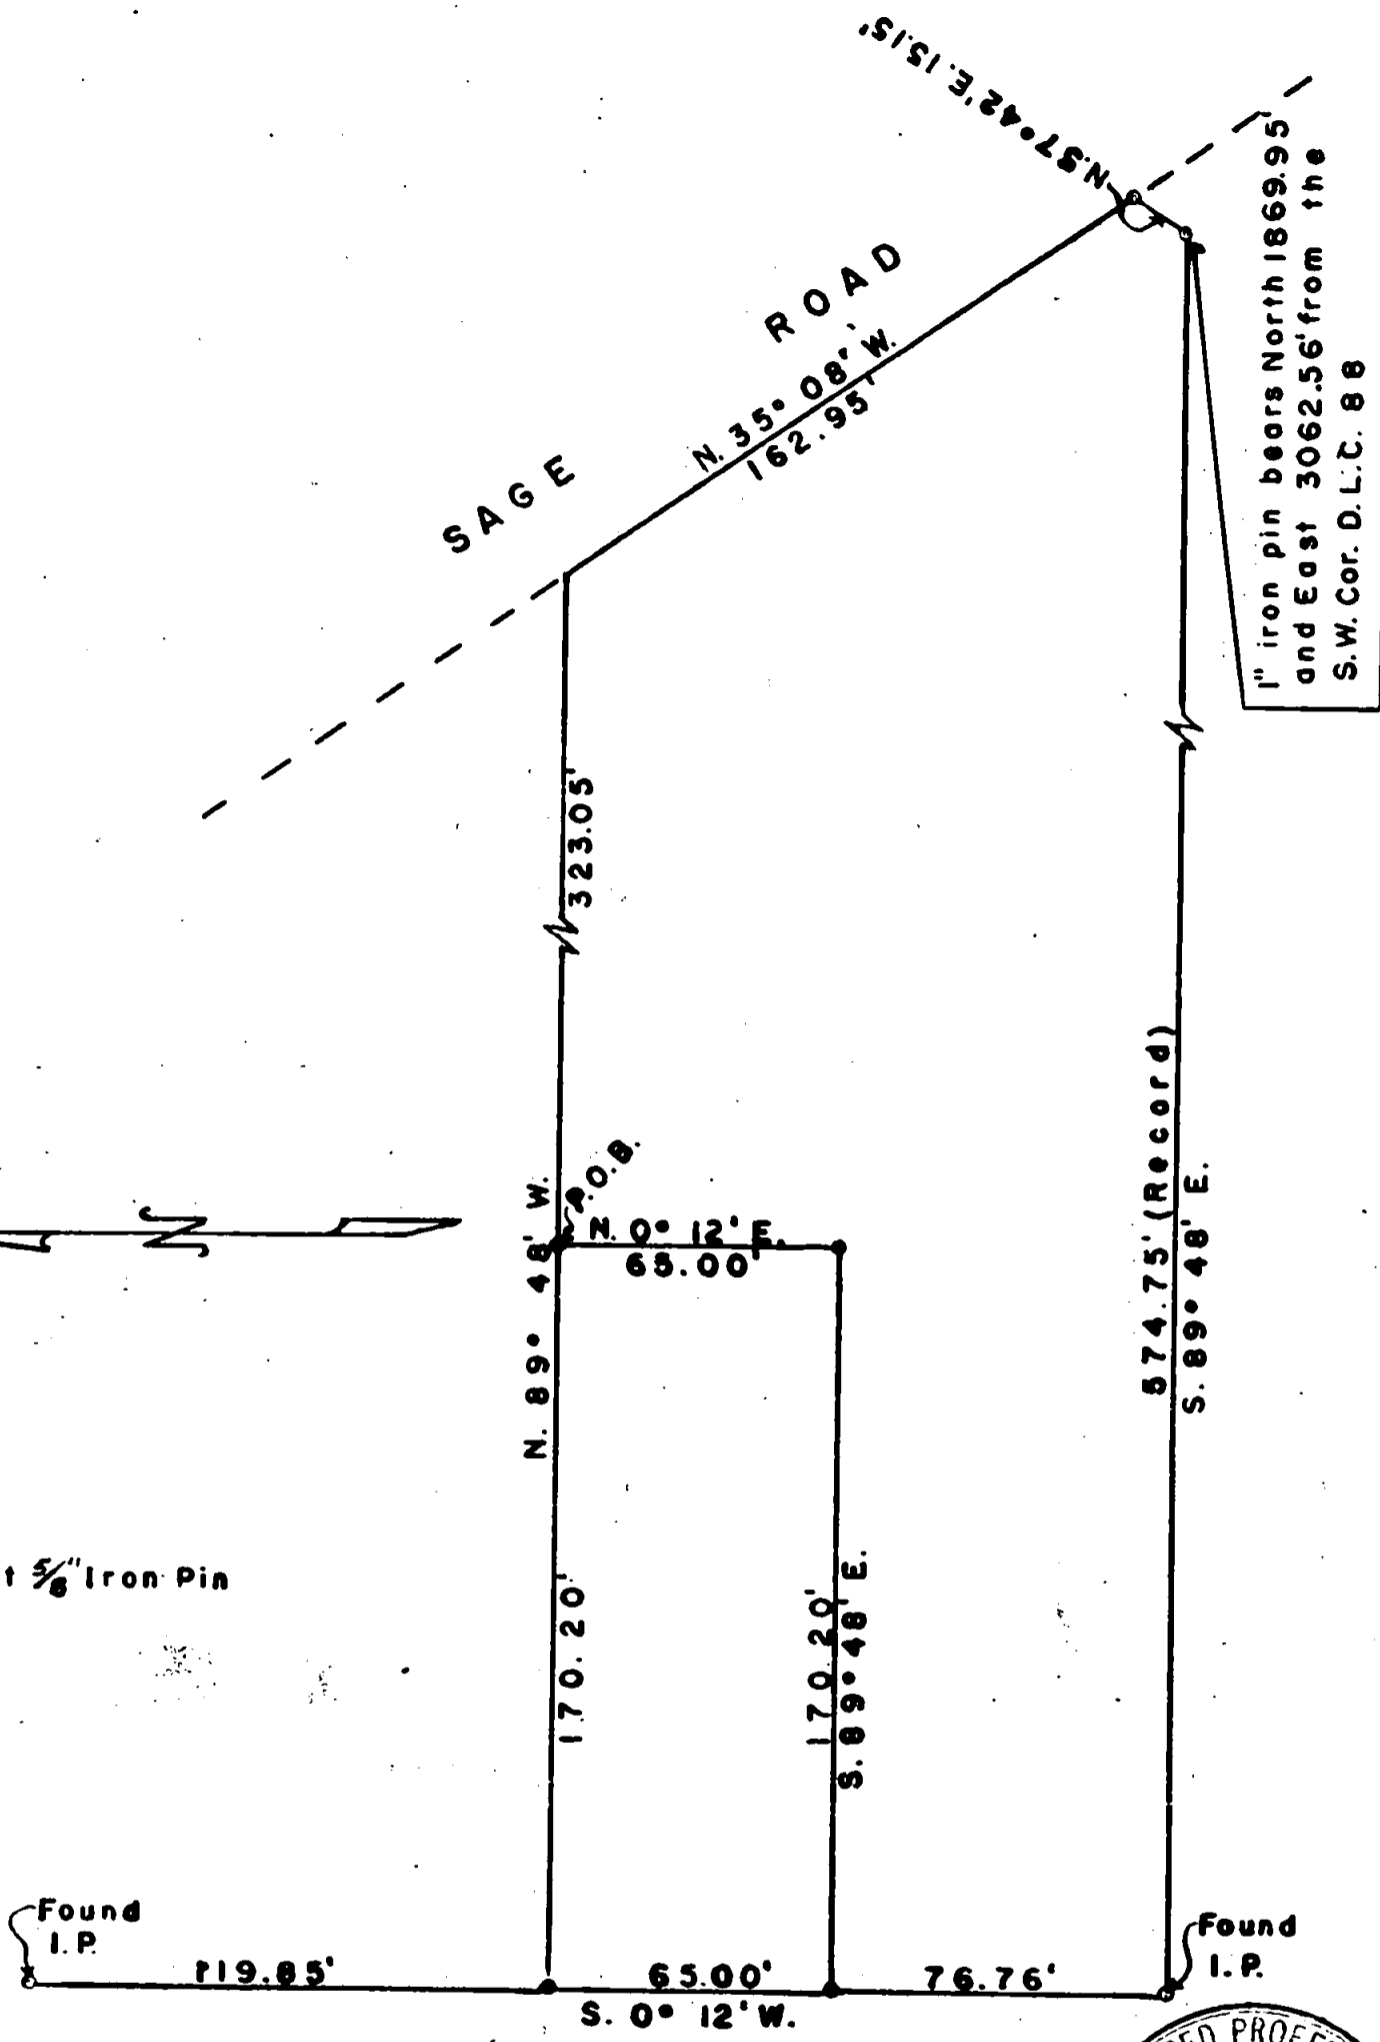 N.57°42'E.15.15'
1" iron pin bears North 1869.95'
and East 3062.56' from the
S.W. Cor. D.L.C. 88
SAGE ROAD
N. 35° 08' W.
162.95'
323.05'
P.O.B.
N. 0° 12' E.
65.00'
N. 89° 48' W.
574.75' (Record)
S. 89° 48' E.
5/8" Iron Pin
170.20'
170.20'
S. 89° 48' E.
Found
I.P.
119.85'
65.00'
76.76'
S. 0° 12' W.
Found
I.P.